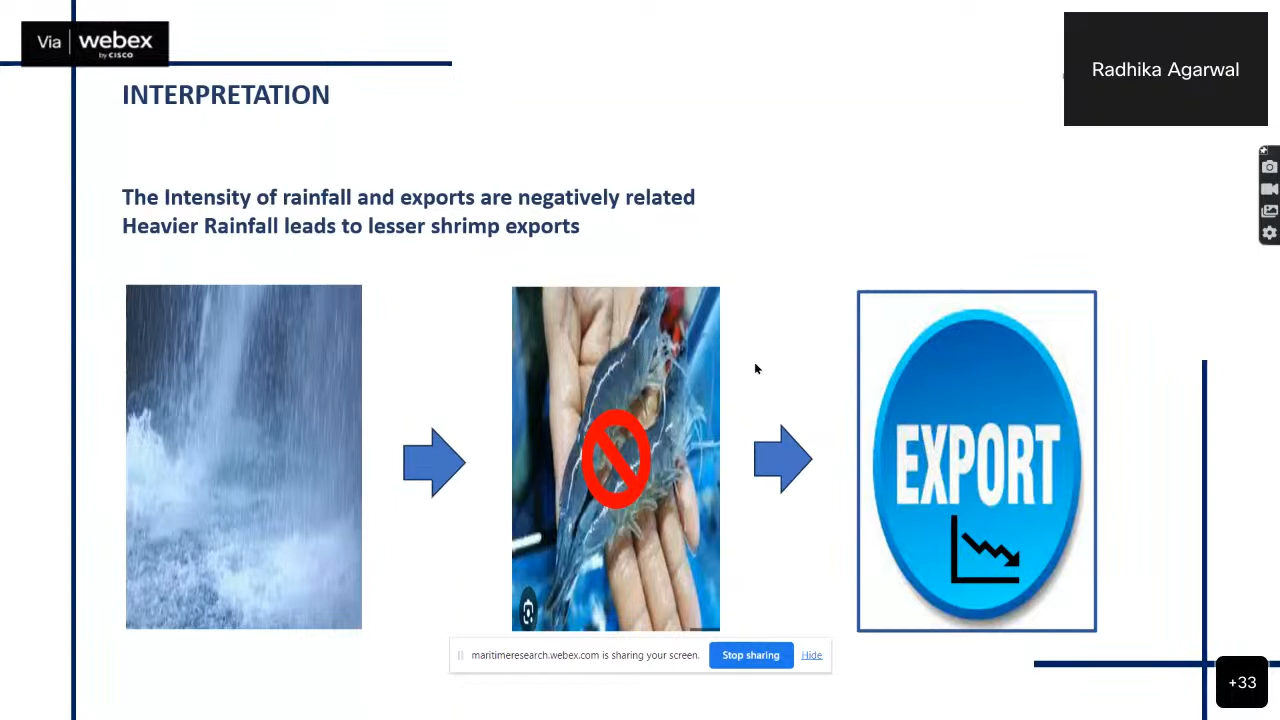 Via webex
by CISCO
Radhika Agarwal
INTERPRETATION
The Intensity of rainfall and exports are negatively related
Heavier Rainfall leads to lesser shrimp exports
EXPORT
maritimeresearch.webex.com is sharing your screen. Stop sharing Hide
+33